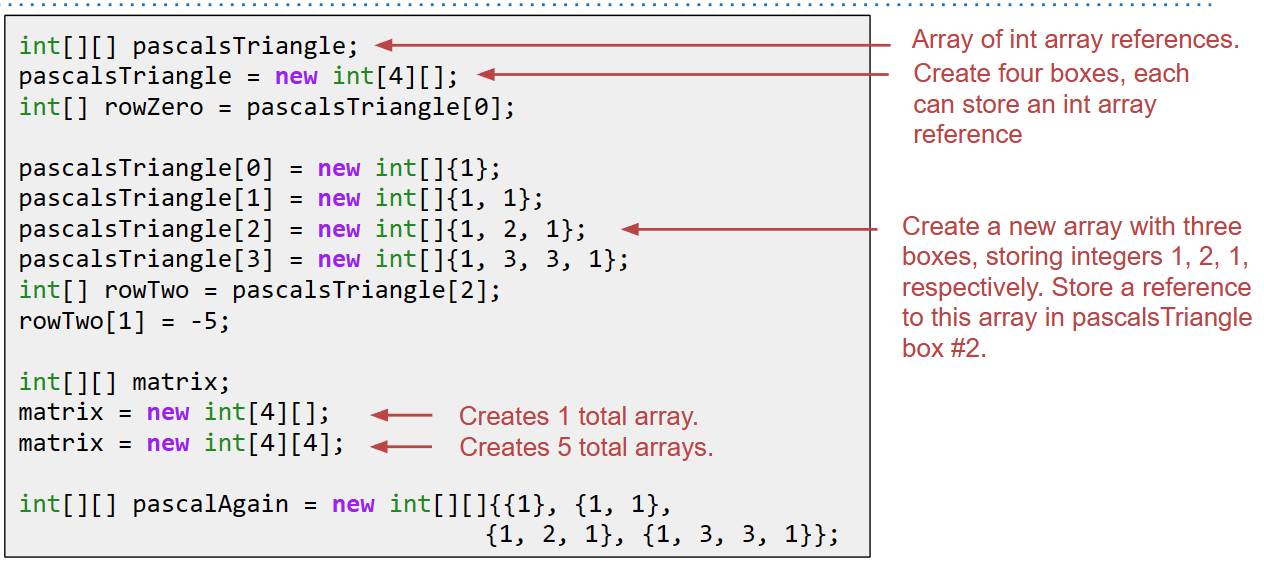 int[][] pascalsTriangle;
Array of int array references.
pascalsTriangle = new int[4][];
Create four boxes, each
can store an int array
reference
int[] rowZero = pascalsTriangle[0];
pascalsTriangle[0] = new int[]{1};
pascalsTriangle[1] = new int[]{1, 1};
pascalsTriangle[2] = new int[]{1, 2, 1};
Create a new array with three
boxes, storing integers 1, 2, 1,
respectively. Store a reference
to this array in pascalsTriangle
box #2.
pascalsTriangle[3] = new int[]{1, 3, 3, 1};
int[] rowTwo = pascalsTriangle[2];
rowTwo[1] = -5;
int[][] matrix;
matrix = new int[4][];
Creates 1 total array.
matrix = new int[4][4];
Creates 5 total arrays.
int[][] pascalAgain = new int[][]{{1}, {1, 1},
{1, 2, 1}, {1, 3, 3, 1}};